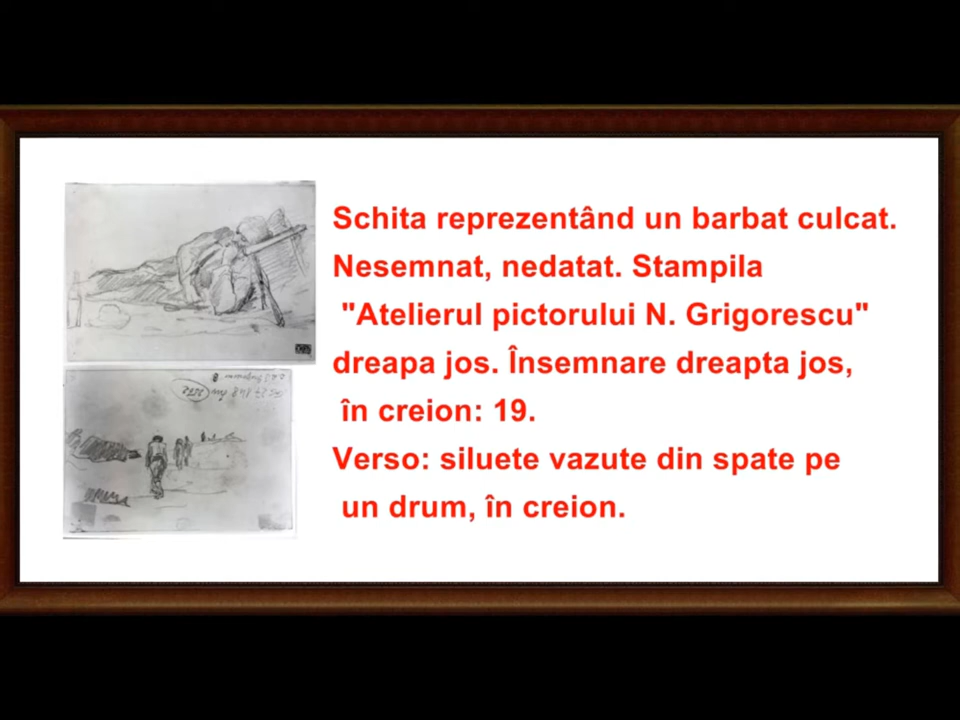 Schita reprezentând un barbat culcat.
Nesemnat, nedatat. Stampila
"Atelierul pictorului N. Grigorescu"
dreapa jos. Însemnare dreapta jos,
în creion: 19.
Verso: siluete vazute din spate pe
un drum, în creion.